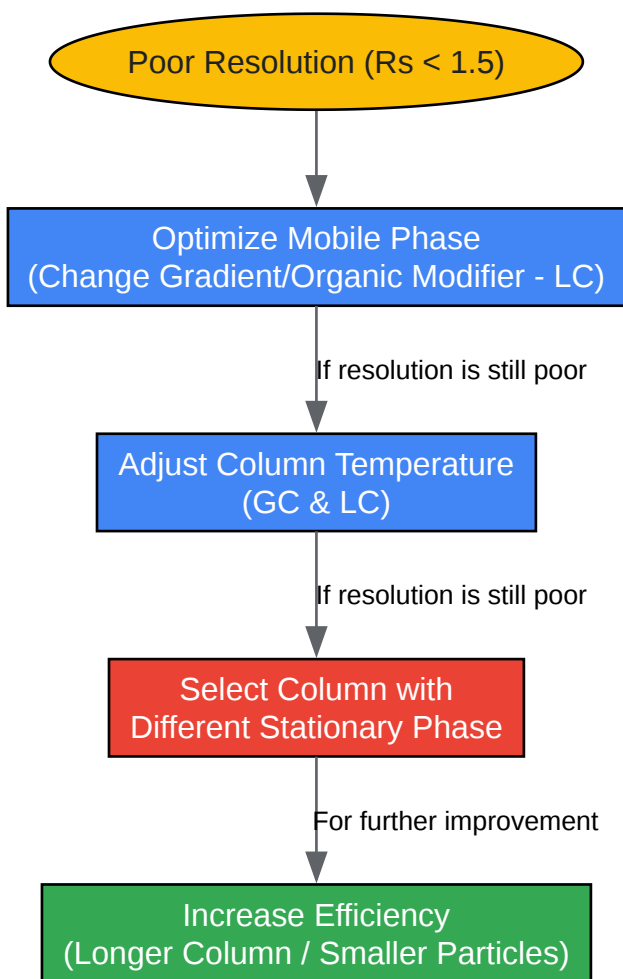 Poor Resolution (Rs < 1.5)
Optimize Mobile Phase
(Change Gradient/Organic Modifier - LC)
If resolution is still poor
Adjust Column Temperature
(GC & LC)
If resolution is still poor
Select Column with
Different Stationary Phase
For further improvement
Increase Efficiency
(Longer Column / Smaller Particles)